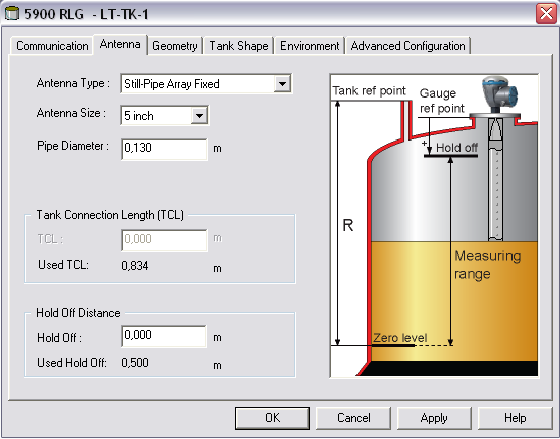 5900 RLG - LT-TK-1
Communication Antenna Geometry Tank Shape Environment Advanced Configuration
Antenna Type : Still-Pipe Array Fixed
Antenna Size : 5 inch
Pipe Diameter : 0,130 m
Tank Connection Length (TCL)
TCL : 0,000 m
Used TCL: 0,834 m
Hold Off Distance
Hold Off : 0,000 m
Used Hold Off: 0,500 m
Tank ref point
Gauge
ref point
+
Hold off
R
Measuring
range
Zero level
OK Cancel Apply Help